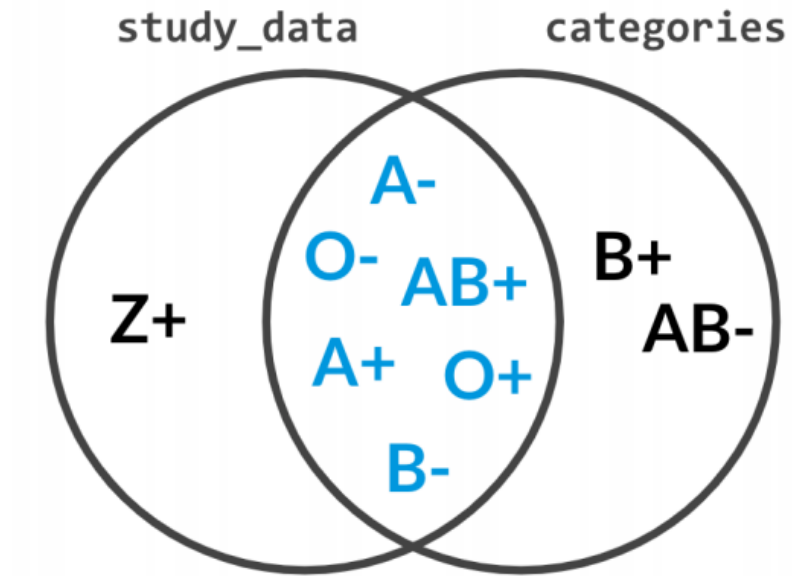 study_data categories
A-
O- AB+ B+
Z+ AB-
A+ O+
B-